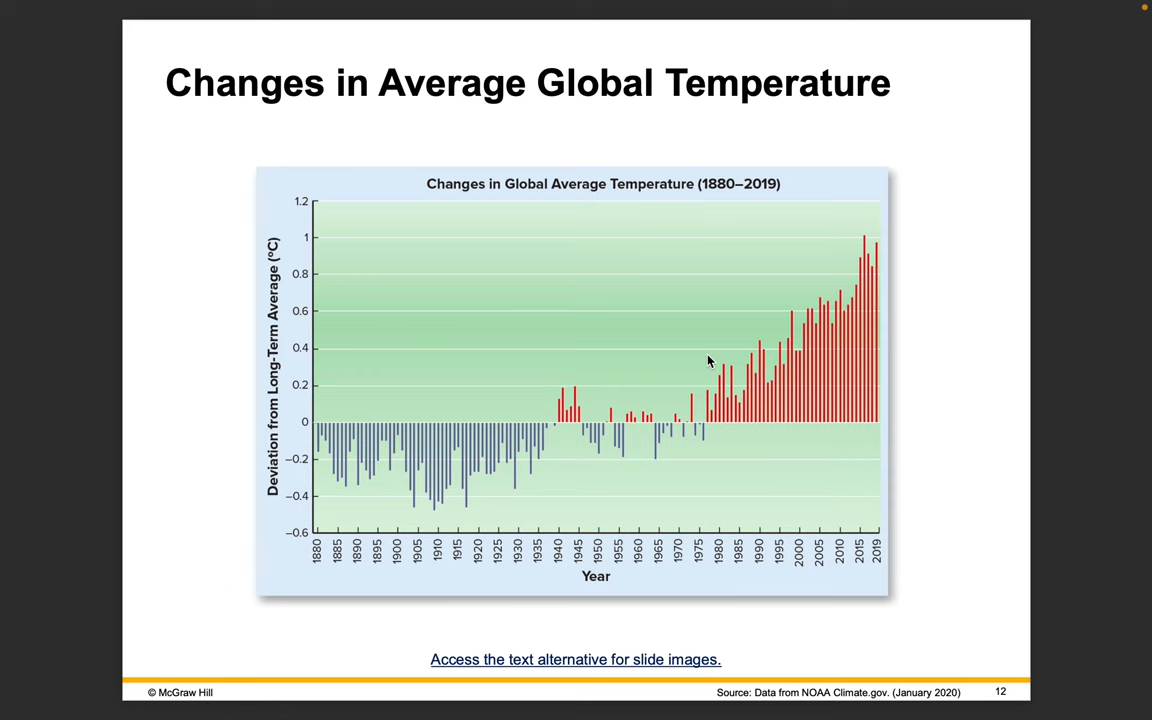 Changes in Average Global Temperature
Changes in Global Average Temperature (1880–2019)
Deviation from Long-Term Average (°C)
1.2
1
0.8
0.6
0.4
0.2
0
–0.2
–0.4
–0.6
1880 1885 1890 1895 1900 1905 1910 1915 1920 1925 1930 1935 1940 1945 1950 1955 1960 1965 1970 1975 1980 1985 1990 1995 2000 2005 2010 2015 2019
Year
Access the text alternative for slide images.
© McGraw Hill
Source: Data from NOAA Climate.gov. (January 2020)
12